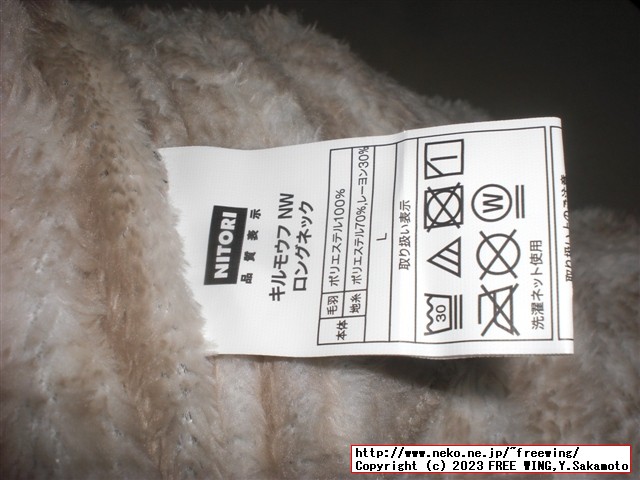 NITORI
品質表示
キルモウフ NW
ロングネック
本体
毛羽 ポリエステル100%
地糸 ポリエステル70%,レーヨン30%
L
取り扱い表示
30
W
洗濯ネット使用
http://www.neko.ne.jp/~freewing/
Copyright (c) 2023 FREE WING,Y.Sakamoto